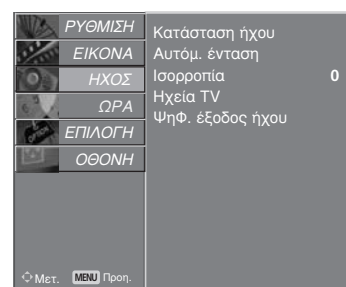 ΡΥΘΜΙΣΗ
ΕΙΚΟΝΑ
ΗΧΟΣ
ΩΡΑ
ΕΠΙΛΟΓΗ
ΟΘΟΝΗ
Κατάσταση ήχου
Αυτόμ. ένταση
Ισορροπία 0
Ηχεία TV
ΨηΦ. έξοδος ήχου
Μετ. MENU Προη.